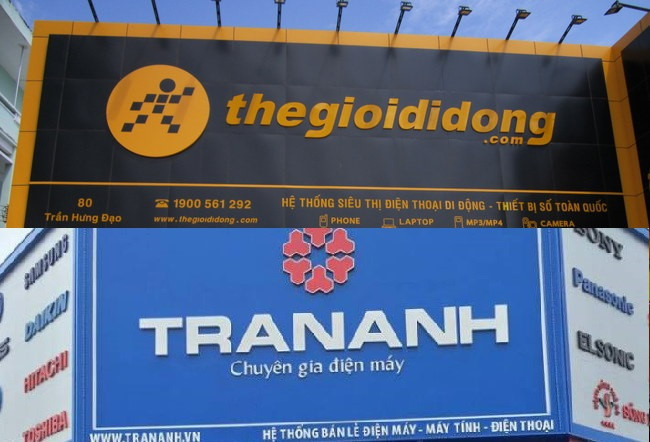 thegioididong
.com
80
Trần Hưng Đạo
☎ 1900 561 292
www.thegioididong.com
HỆ THỐNG SIÊU THỊ ĐIỆN THOẠI DI ĐỘNG - THIẾT BỊ SỐ TOÀN QUỐC
PHONE LAPTOP MP3/MP4 CAMERA
SAMSUNG
DAIKIN
HITACHI
TOSHIBA
TRANANH
Chuyên gia điện máy
WWW.TRANANH.VN
HỆ THỐNG BÁN LẺ ĐIỆN MÁY - MÁY TÍNH - ĐIỆN THOẠI
SONY
Panasonic
ELSONIC